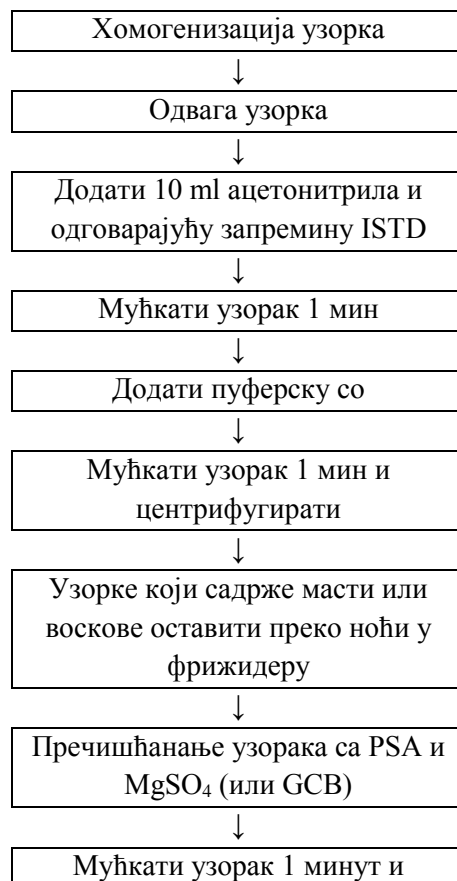 Хомогенизација узорка
↓
Одвага узорка
↓
Додати 10 ml ацетонитрила и
одговарајућу запремину ISTD
↓
Мућкати узорак 1 мин
↓
Додати пуферску со
↓
Мућкати узорак 1 мин и
центрифугирати
↓
Узорке који садрже масти или
воскове оставити преко ноћи у
фрижидеру
↓
Пречишћанање узорака са PSA и
MgSO₄ (или GCB)
↓
Мућкати узорак 1 минут и